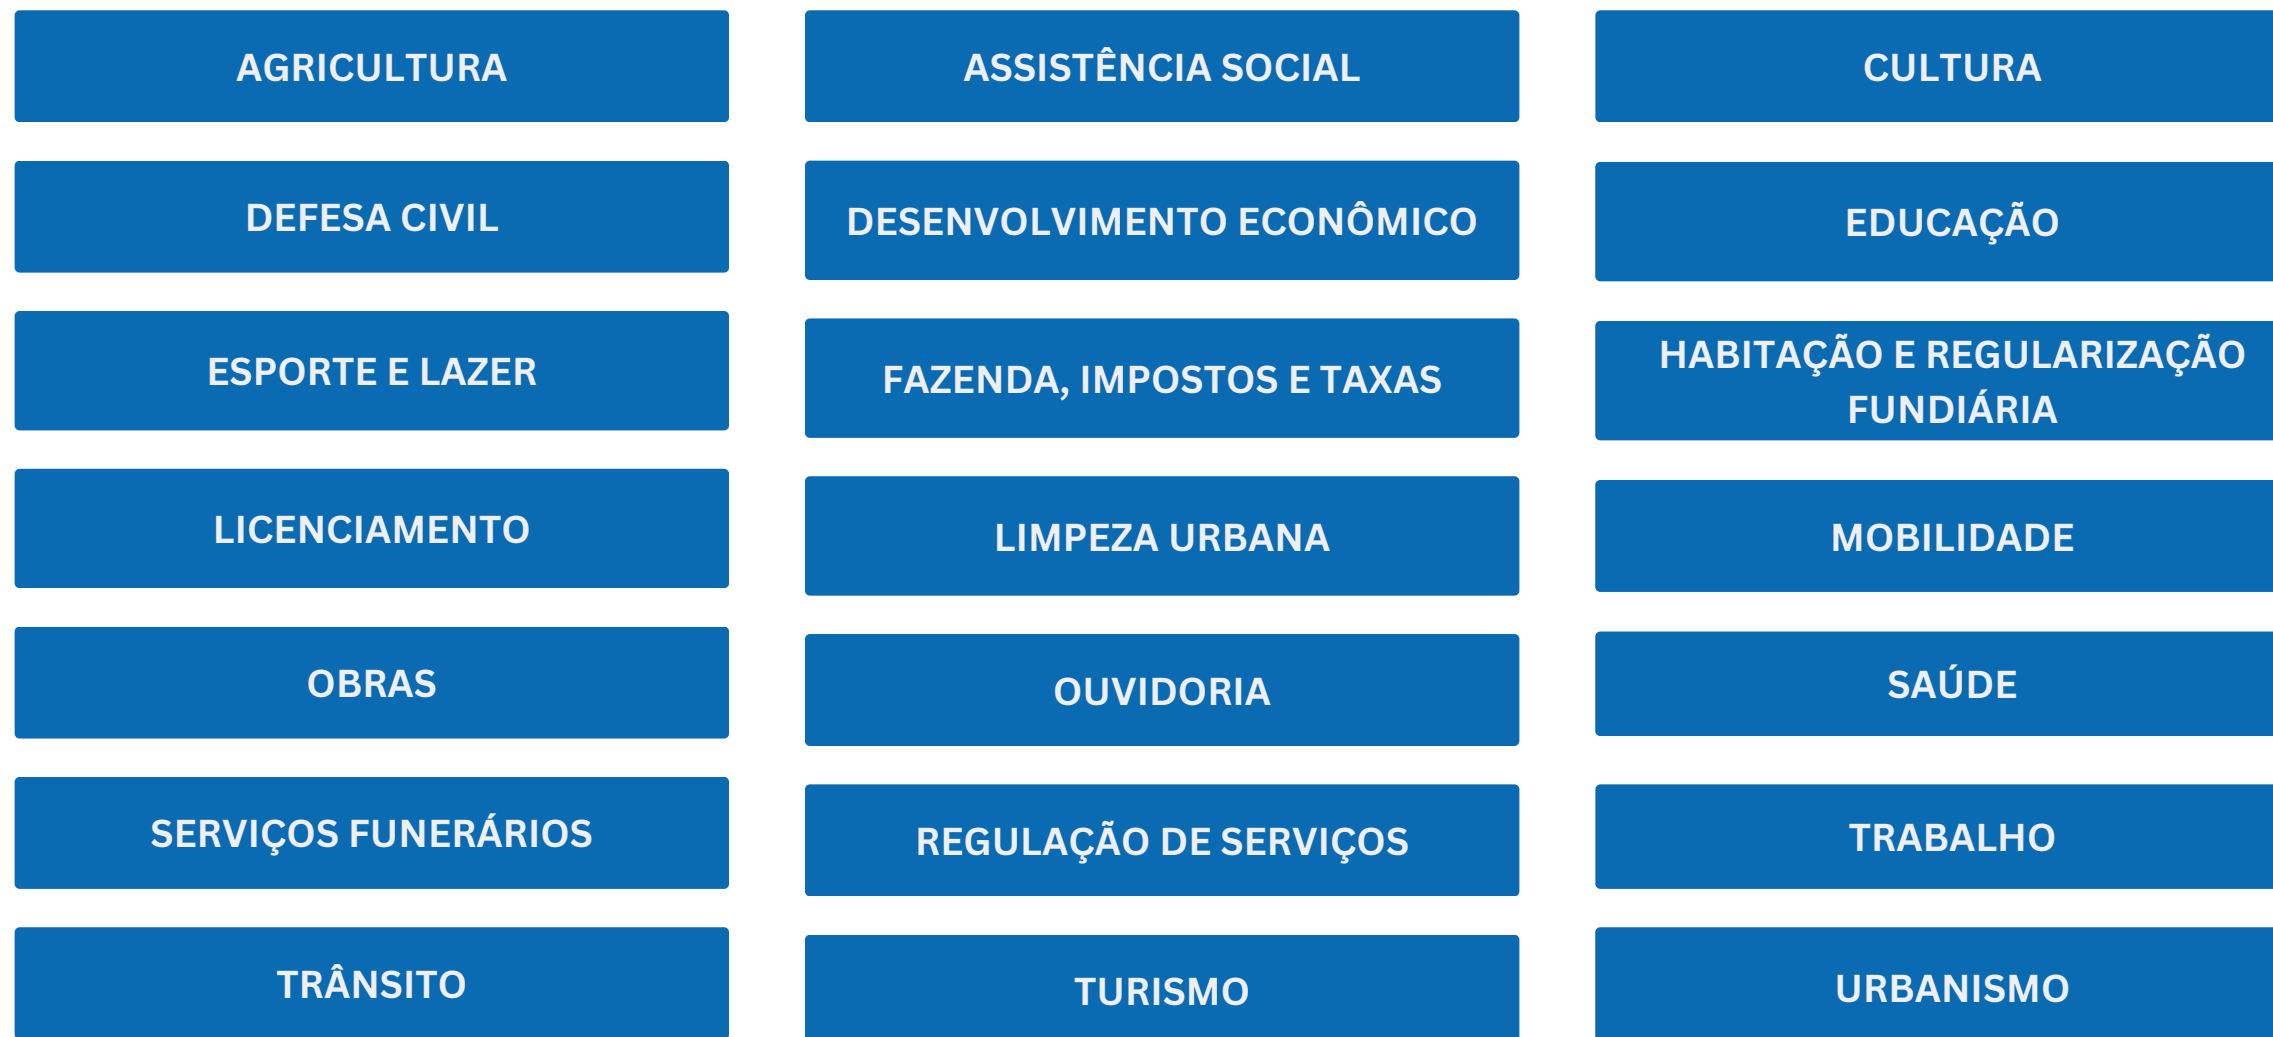 AGRICULTURA
ASSISTÊNCIA SOCIAL
CULTURA
DEFESA CIVIL
DESENVOLVIMENTO ECONÔMICO
EDUCAÇÃO
ESPORTE E LAZER
FAZENDA, IMPOSTOS E TAXAS
HABITAÇÃO E REGULARIZAÇÃO
FUNDIÁRIA
LICENCIAMENTO
LIMPEZA URBANA
MOBILIDADE
OBRAS
OUVIDORIA
SAÚDE
SERVIÇOS FUNERÁRIOS
REGULAÇÃO DE SERVIÇOS
TRABALHO
TRÂNSITO
TURISMO
URBANISMO